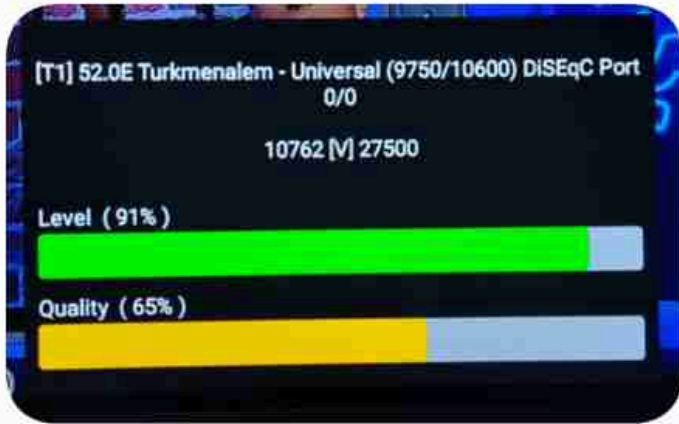 [T1] 52.0E Turkmenalem - Universal (9750/10600) DiSEqC Port
0/0
10762 [V] 27500
Level ( 91% )
Quality ( 65% )